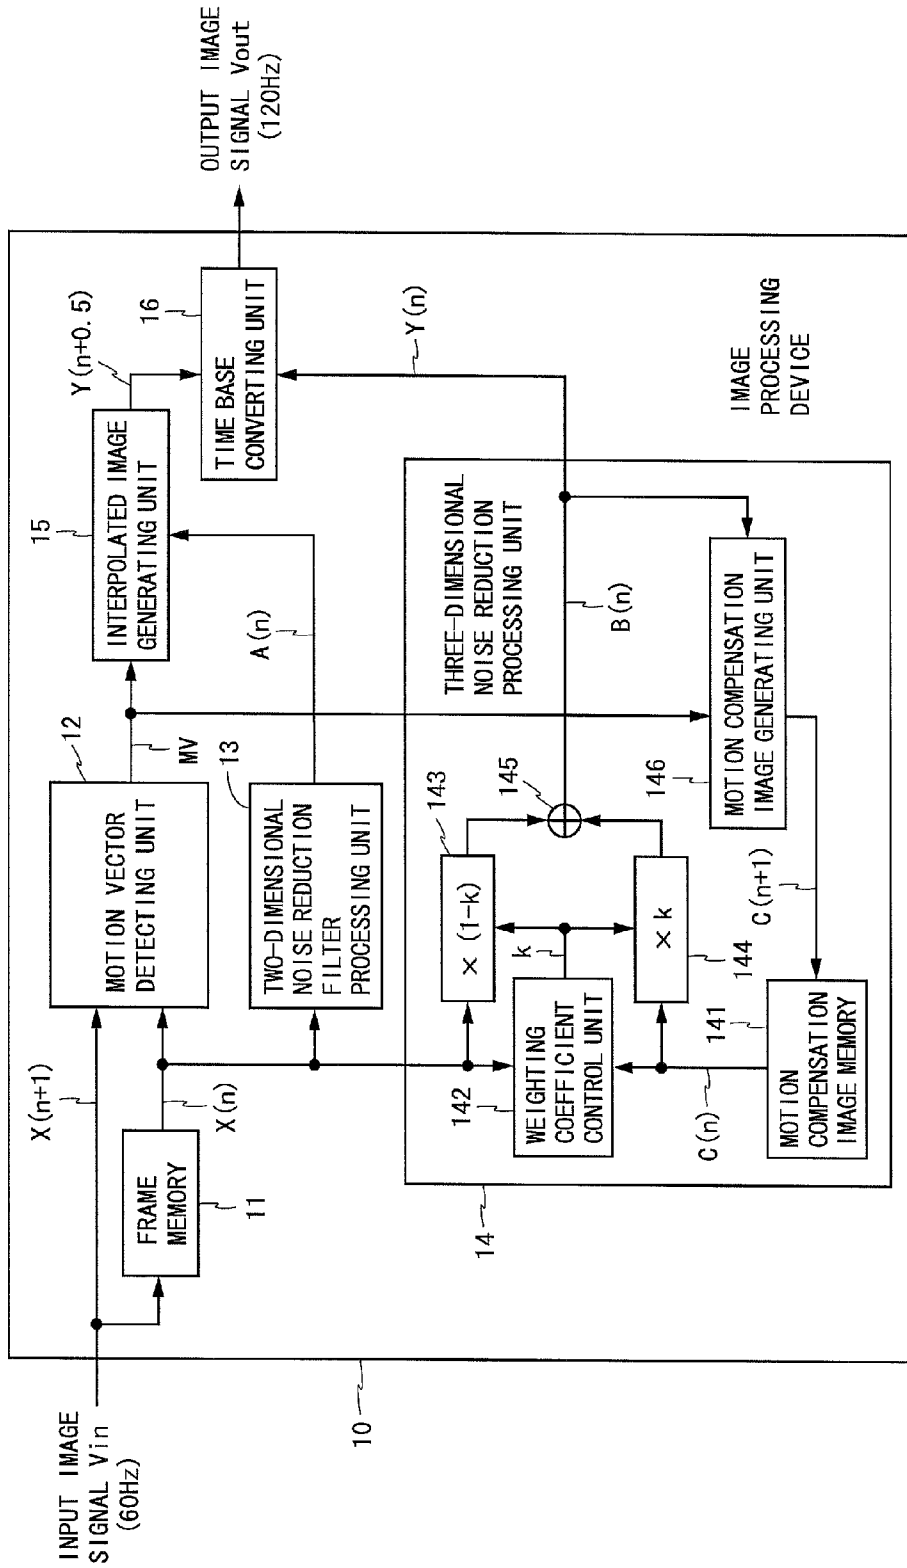 INPUT IMAGE
SIGNAL Vin
(60Hz)
X(n+1)
FRAME
MEMORY
11
X(n)
MOTION VECTOR
DETECTING UNIT
12
MV
INTERPOLATED IMAGE
GENERATING UNIT
15
Y(n+0.5)
TIME BASE
CONVERTING UNIT
16
OUTPUT IMAGE
SIGNAL Vout
(120Hz)
TWO-DIMENSIONAL
NOISE REDUCTION
FILTER
PROCESSING UNIT
13
A(n)
Y(n)
10
IMAGE
PROCESSING
DEVICE
14
THREE-DIMENSIONAL
NOISE REDUCTION
PROCESSING UNIT
WEIGHTING
COEFFICIENT
CONTROL UNIT
142
k
× (1-k)
143
× k
144
145
B(n)
C(n)
MOTION
COMPENSATION
IMAGE MEMORY
141
C(n+1)
MOTION COMPENSATION
IMAGE GENERATING UNIT
146